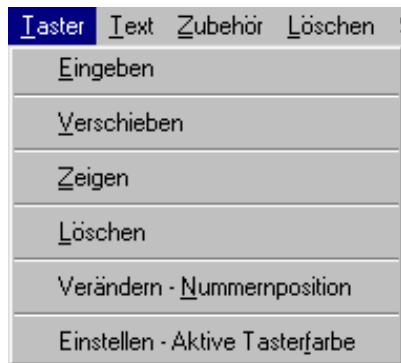 Taster Text Zubehör Löschen
Eingeben
Verschieben
Zeigen
Löschen
Verändern - Nummernposition
Einstellen - Aktive Tasterfarbe